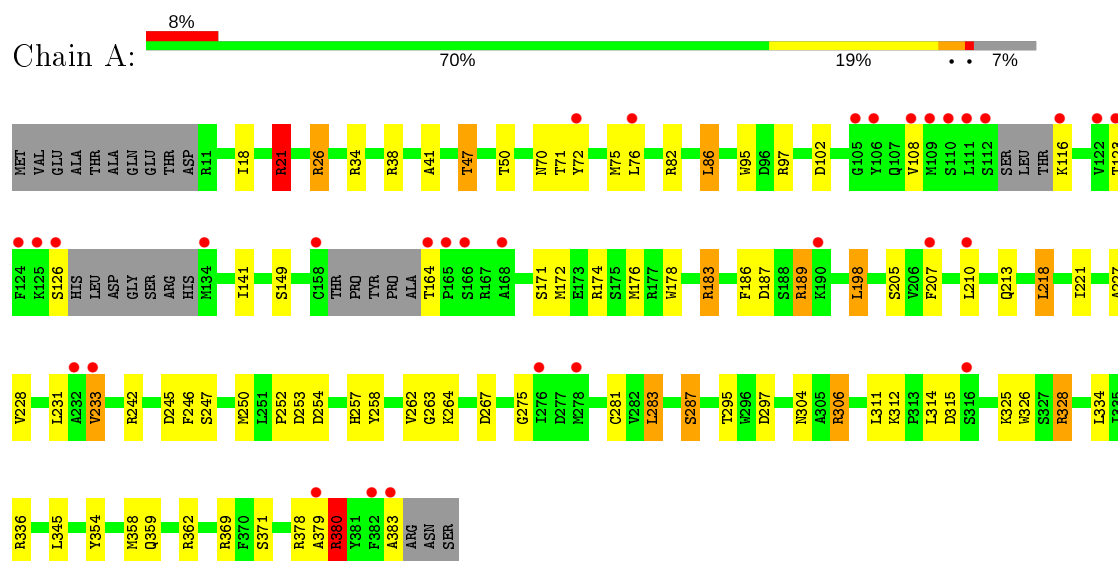 8%
Chain A:
70% 19% • • 7%
MET VAL GLU ALA THR ALA GLN GLU THR ASP R11 I18 R21 R26 R34 R38 A41 T47 T50 N70 T71 Y72 M75 L76 R82 L86 W95 D96 R97 D102 G105 Y106 Q107 V108 M109 S110 L111 S112 SER LEU THR K116 V122 T123
F124 K125 S126 HIS LEU ASP GLY SER ARG HIS M134 I141 S149 C158 THR PRO TYR PRO ALA T164 P165 S166 R167 A168 S171 M172 E173 R174 S175 M176 R177 W178 R183 F186 D187 S188 R189 K190 L198 S205 V206 F207 L210 Q213 L218 I221 A227
V228 L231 A232 V233 R242 D245 F246 S247 M250 L251 P252 D253 D254 H257 Y258 V262 G263 K264 D267 G275 I276 D277 M278 C281 V282 L283 S287 T295 W296 D297 N304 A305 R306 L311 K312 P313 L314 D315 S316 K325 W326 S327 R328 L334 I335
R336 L345 Y354 M358 Q359 R362 R369 F370 S371 R378 A379 R380 Y381 F382 A383 ARG ASN SER